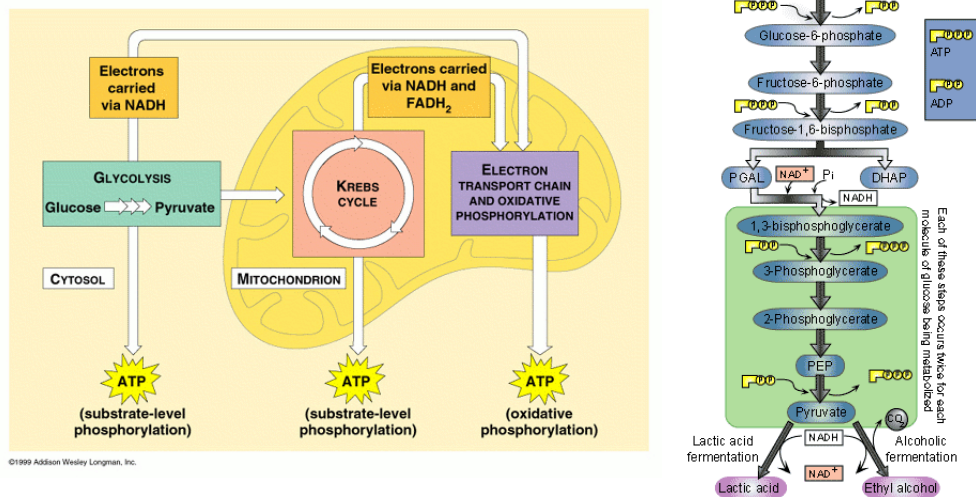 Electrons
carried
via NADH
Electrons carried
via NADH and
FADH2
GLYCOLYSIS
Glucose Pyruvate
KREBS
CYCLE
ELECTRON
TRANSPORT CHAIN
AND OXIDATIVE
PHOSPHORYLATION
CYTOSOL
MITOCHONDRION
ATP
ATP
ATP
(substrate-level
phosphorylation)
(substrate-level
phosphorylation)
(oxidative
phosphorylation)
©1999 Addison Wesley Longman, Inc.
P P P
P P
Glucose-6-phosphate
Fructose-6-phosphate
P P P
P P
Fructose-1,6-bisphosphate
PGAL
NAD+
Pi
DHAP
NADH
1,3-bisphosphoglycerate
P P
P P P
3-Phosphoglycerate
2-Phosphoglycerate
PEP
P P
P P P
Pyruvate
CO2
Lactic acid
fermentation
NADH
Alcoholic
fermentation
NAD+
Lactic acid
Ethyl alcohol
P P P
ATP
P P
ADP
Each of these steps occurs twice for each
molecule of glucose being metabolized